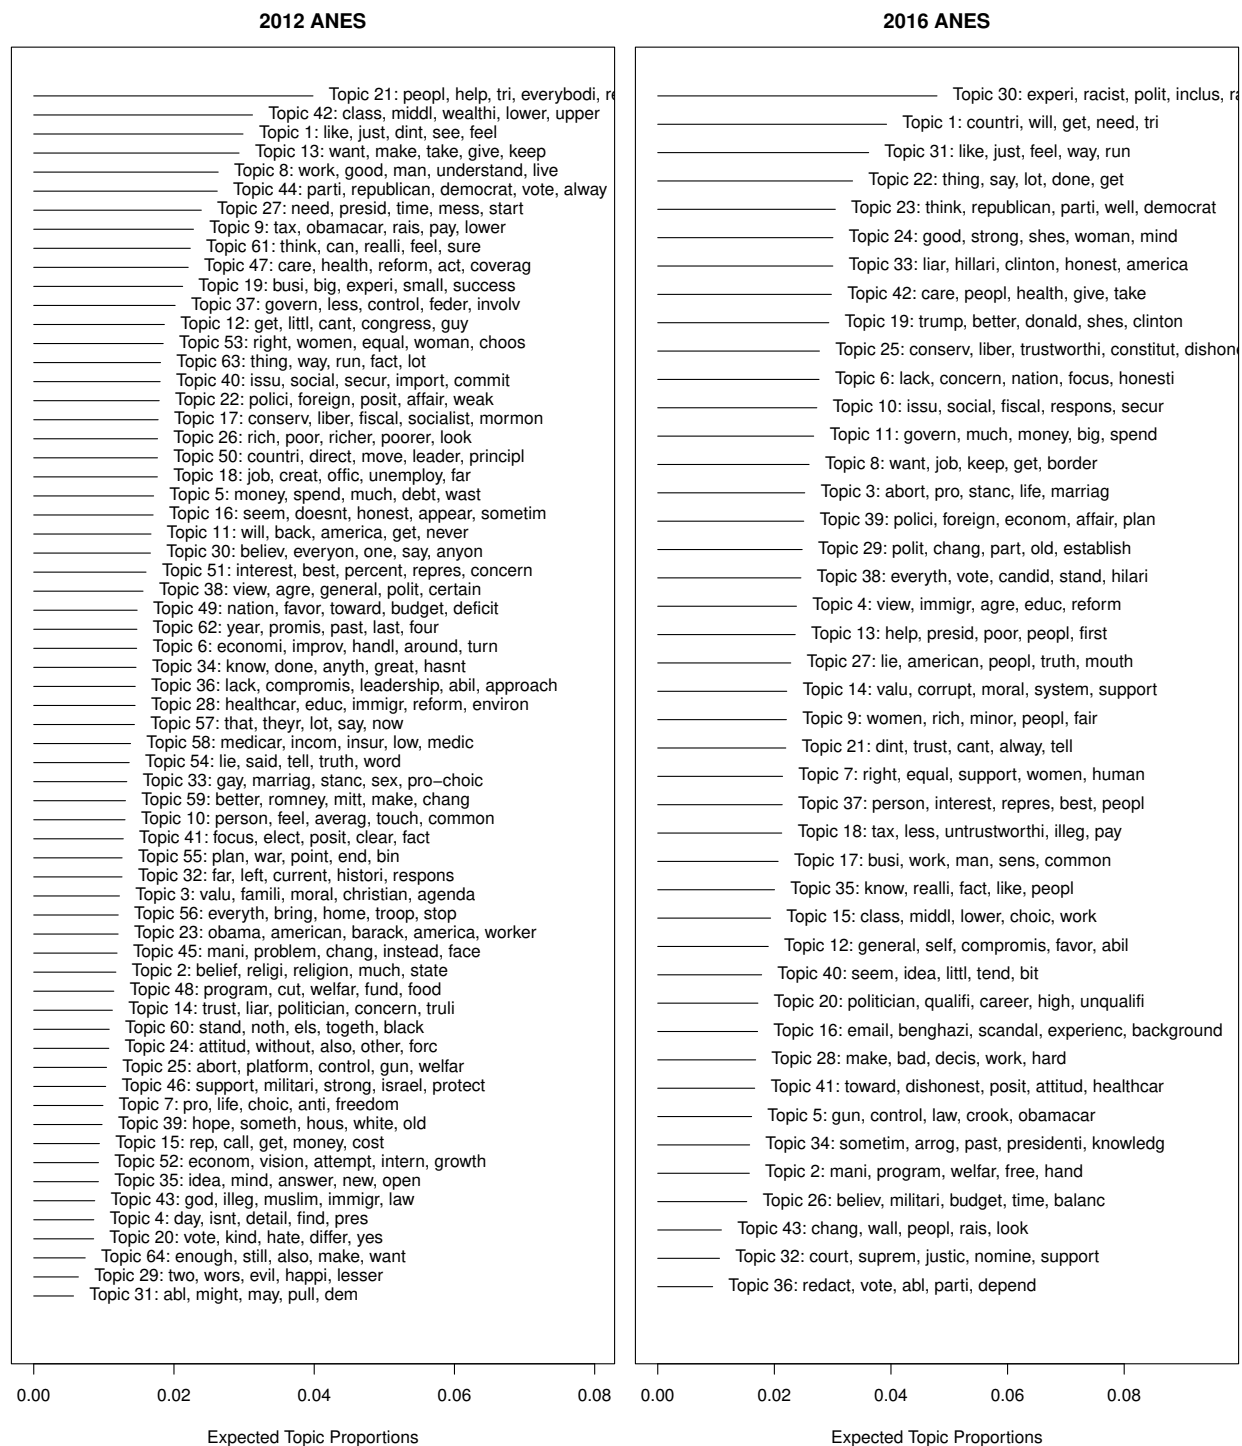 2012 ANES
Topic 21: peopl, help, tri, everybodi, re
Topic 42: class, middl, wealthi, lower, upper
Topic 1: like, just, dint, see, feel
Topic 13: want, make, take, give, keep
Topic 8: work, good, man, understand, live
Topic 44: parti, republican, democrat, vote, alway
Topic 27: need, presid, time, mess, start
Topic 9: tax, obamacar, rais, pay, lower
Topic 61: think, can, realli, feel, sure
Topic 47: care, health, reform, act, coverag
Topic 19: busi, big, experi, small, success
Topic 37: govern, less, control, feder, involv
Topic 12: get, littl, cant, congress, guy
Topic 53: right, women, equal, woman, choos
Topic 63: thing, way, run, fact, lot
Topic 40: issu, social, secur, import, commit
Topic 22: polici, foreign, posit, affair, weak
Topic 17: conserv, liber, fiscal, socialist, mormon
Topic 26: rich, poor, richer, poorer, look
Topic 50: countri, direct, move, leader, principl
Topic 18: job, creat, offic, unemploy, far
Topic 5: money, spend, much, debt, wast
Topic 16: seem, doesnt, honest, appear, sometim
Topic 11: will, back, america, get, never
Topic 30: believ, everyon, one, say, anyon
Topic 51: interest, best, percent, repres, concern
Topic 38: view, agre, general, polit, certain
Topic 49: nation, favor, toward, budget, deficit
Topic 62: year, promis, past, last, four
Topic 6: economi, improv, handl, around, turn
Topic 34: know, done, anyth, great, hasnt
Topic 36: lack, compromis, leadership, abil, approach
Topic 28: healthcar, educ, immigr, reform, environ
Topic 57: that, theyr, lot, say, now
Topic 58: medicar, incom, insur, low, medic
Topic 54: lie, said, tell, truth, word
Topic 33: gay, marriag, stanc, sex, pro−choic
Topic 59: better, romney, mitt, make, chang
Topic 10: person, feel, averag, touch, common
Topic 41: focus, elect, posit, clear, fact
Topic 55: plan, war, point, end, bin
Topic 32: far, left, current, histori, respons
Topic 3: valu, famili, moral, christian, agenda
Topic 56: everyth, bring, home, troop, stop
Topic 23: obama, american, barack, america, worker
Topic 45: mani, problem, chang, instead, face
Topic 2: belief, religi, religion, much, state
Topic 48: program, cut, welfar, fund, food
Topic 14: trust, liar, politician, concern, truli
Topic 60: stand, noth, els, togeth, black
Topic 24: attitud, without, also, other, forc
Topic 25: abort, platform, control, gun, welfar
Topic 46: support, militari, strong, israel, protect
Topic 7: pro, life, choic, anti, freedom
Topic 39: hope, someth, hous, white, old
Topic 15: rep, call, get, money, cost
Topic 52: econom, vision, attempt, intern, growth
Topic 35: idea, mind, answer, new, open
Topic 43: god, illeg, muslim, immigr, law
Topic 4: day, isnt, detail, find, pres
Topic 20: vote, kind, hate, differ, yes
Topic 64: enough, still, also, make, want
Topic 29: two, wors, evil, happi, lesser
Topic 31: abl, might, may, pull, dem
0.00 0.02 0.04 0.06 0.08
Expected Topic Proportions
2016 ANES
Topic 30: experi, racist, polit, inclus, ra
Topic 1: countri, will, get, need, tri
Topic 31: like, just, feel, way, run
Topic 22: thing, say, lot, done, get
Topic 23: think, republican, parti, well, democrat
Topic 24: good, strong, shes, woman, mind
Topic 33: liar, hillari, clinton, honest, america
Topic 42: care, peopl, health, give, take
Topic 19: trump, better, donald, shes, clinton
Topic 25: conserv, liber, trustworthi, constitut, dishon
Topic 6: lack, concern, nation, focus, honesti
Topic 10: issu, social, fiscal, respons, secur
Topic 11: govern, much, money, big, spend
Topic 8: want, job, keep, get, border
Topic 3: abort, pro, stanc, life, marriag
Topic 39: polici, foreign, econom, affair, plan
Topic 29: polit, chang, part, old, establish
Topic 38: everyth, vote, candid, stand, hilari
Topic 4: view, immigr, agre, educ, reform
Topic 13: help, presid, poor, peopl, first
Topic 27: lie, american, peopl, truth, mouth
Topic 14: valu, corrupt, moral, system, support
Topic 9: women, rich, minor, peopl, fair
Topic 21: dint, trust, cant, alway, tell
Topic 7: right, equal, support, women, human
Topic 37: person, interest, repres, best, peopl
Topic 18: tax, less, untrustworthi, illeg, pay
Topic 17: busi, work, man, sens, common
Topic 35: know, realli, fact, like, peopl
Topic 15: class, middl, lower, choic, work
Topic 12: general, self, compromis, favor, abil
Topic 40: seem, idea, littl, tend, bit
Topic 20: politician, qualifi, career, high, unqualifi
Topic 16: email, benghazi, scandal, experienc, background
Topic 28: make, bad, decis, work, hard
Topic 41: toward, dishonest, posit, attitud, healthcar
Topic 5: gun, control, law, crook, obamacar
Topic 34: sometim, arrog, past, presidenti, knowledg
Topic 2: mani, program, welfar, free, hand
Topic 26: believ, militari, budget, time, balanc
Topic 43: chang, wall, peopl, rais, look
Topic 32: court, suprem, justic, nomine, support
Topic 36: redact, vote, abl, parti, depend
0.00 0.02 0.04 0.06 0.08
Expected Topic Proportions